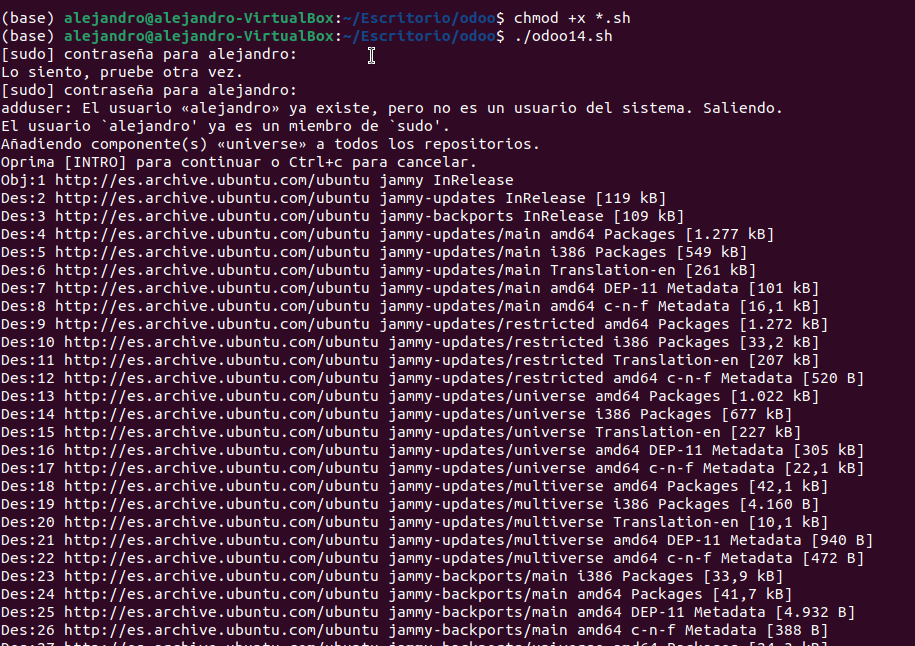 (base) alejandro@alejandro-VirtualBox:~/Escritorio/odoo$ chmod +x *.sh
(base) alejandro@alejandro-VirtualBox:~/Escritorio/odoo$ ./odoo14.sh
[sudo] contraseña para alejandro:
Lo siento, pruebe otra vez.
[sudo] contraseña para alejandro:
adduser: El usuario «alejandro» ya existe, pero no es un usuario del sistema. Saliendo.
El usuario `alejandro' ya es un miembro de `sudo'.
Añadiendo componente(s) «universe» a todos los repositorios.
Oprima [INTRO] para continuar o Ctrl+c para cancelar.
Obj:1 http://es.archive.ubuntu.com/ubuntu jammy InRelease
Des:2 http://es.archive.ubuntu.com/ubuntu jammy-updates InRelease [119 kB]
Des:3 http://es.archive.ubuntu.com/ubuntu jammy-backports InRelease [109 kB]
Des:4 http://es.archive.ubuntu.com/ubuntu jammy-updates/main amd64 Packages [1.277 kB]
Des:5 http://es.archive.ubuntu.com/ubuntu jammy-updates/main i386 Packages [549 kB]
Des:6 http://es.archive.ubuntu.com/ubuntu jammy-updates/main Translation-en [261 kB]
Des:7 http://es.archive.ubuntu.com/ubuntu jammy-updates/main amd64 DEP-11 Metadata [101 kB]
Des:8 http://es.archive.ubuntu.com/ubuntu jammy-updates/main amd64 c-n-f Metadata [16,1 kB]
Des:9 http://es.archive.ubuntu.com/ubuntu jammy-updates/restricted amd64 Packages [1.272 kB]
Des:10 http://es.archive.ubuntu.com/ubuntu jammy-updates/restricted i386 Packages [33,2 kB]
Des:11 http://es.archive.ubuntu.com/ubuntu jammy-updates/restricted Translation-en [207 kB]
Des:12 http://es.archive.ubuntu.com/ubuntu jammy-updates/restricted amd64 c-n-f Metadata [520 B]
Des:13 http://es.archive.ubuntu.com/ubuntu jammy-updates/universe amd64 Packages [1.022 kB]
Des:14 http://es.archive.ubuntu.com/ubuntu jammy-updates/universe i386 Packages [677 kB]
Des:15 http://es.archive.ubuntu.com/ubuntu jammy-updates/universe Translation-en [227 kB]
Des:16 http://es.archive.ubuntu.com/ubuntu jammy-updates/universe amd64 DEP-11 Metadata [305 kB]
Des:17 http://es.archive.ubuntu.com/ubuntu jammy-updates/universe amd64 c-n-f Metadata [22,1 kB]
Des:18 http://es.archive.ubuntu.com/ubuntu jammy-updates/multiverse amd64 Packages [42,1 kB]
Des:19 http://es.archive.ubuntu.com/ubuntu jammy-updates/multiverse i386 Packages [4.160 B]
Des:20 http://es.archive.ubuntu.com/ubuntu jammy-updates/multiverse Translation-en [10,1 kB]
Des:21 http://es.archive.ubuntu.com/ubuntu jammy-updates/multiverse amd64 DEP-11 Metadata [940 B]
Des:22 http://es.archive.ubuntu.com/ubuntu jammy-updates/multiverse amd64 c-n-f Metadata [472 B]
Des:23 http://es.archive.ubuntu.com/ubuntu jammy-backports/main i386 Packages [33,9 kB]
Des:24 http://es.archive.ubuntu.com/ubuntu jammy-backports/main amd64 Packages [41,7 kB]
Des:25 http://es.archive.ubuntu.com/ubuntu jammy-backports/main amd64 DEP-11 Metadata [4.932 B]
Des:26 http://es.archive.ubuntu.com/ubuntu jammy-backports/main amd64 c-n-f Metadata [388 B]